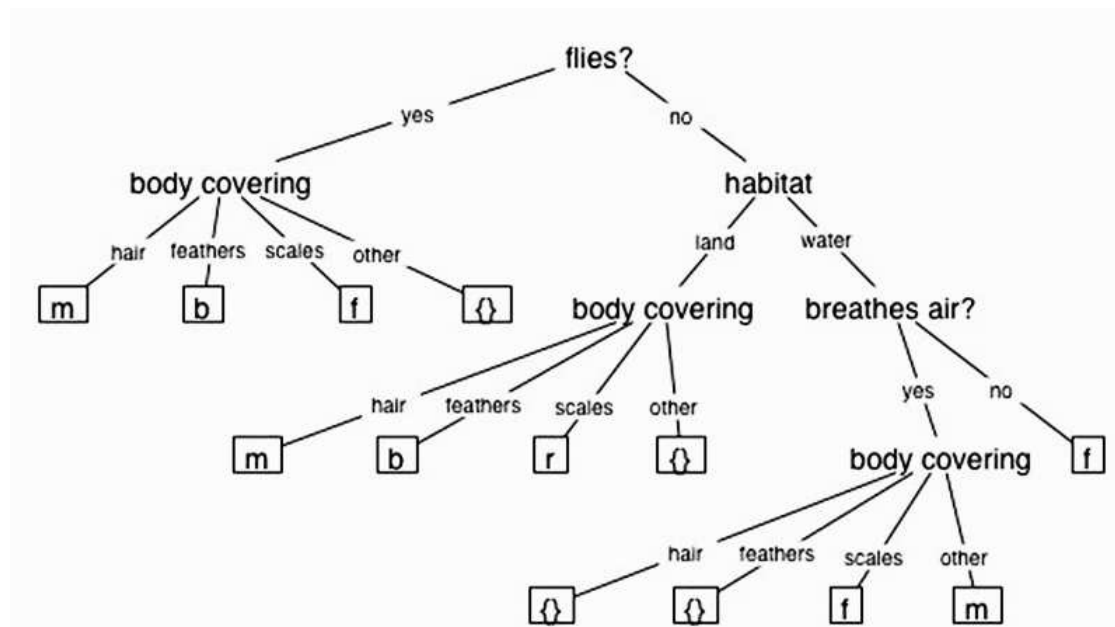 flies?
yes no
body covering habitat
hair feathers scales other land water
m b f {} body covering breathes air?
hair feathers scales other yes no
m b r {} body covering f
hair feathers scales other
{} {} f m